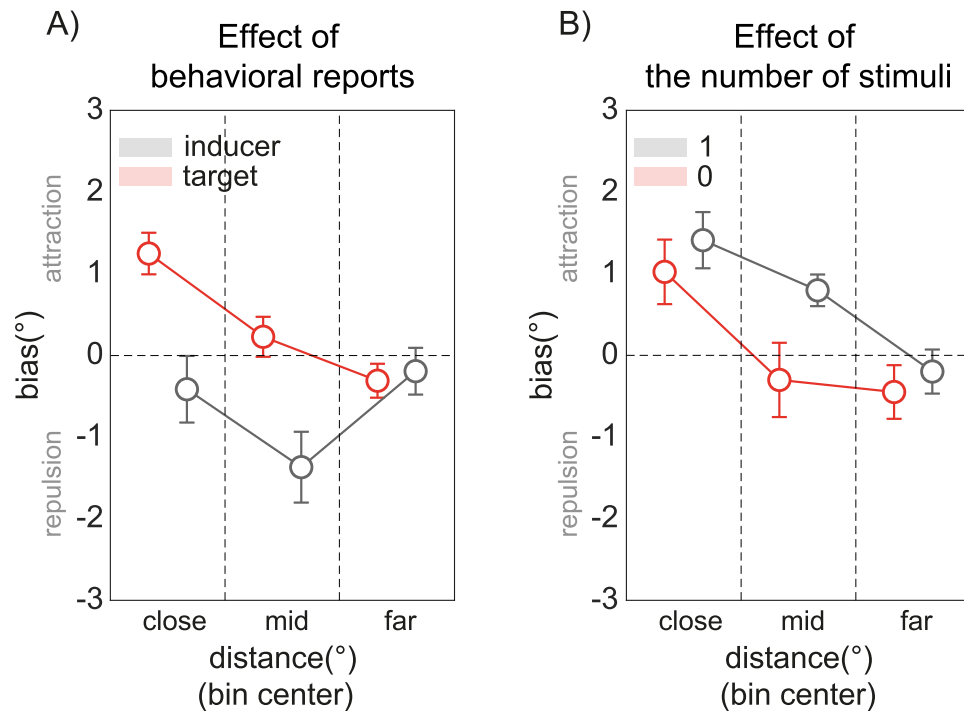 A)
Effect of
behavioral reports
inducer
target
3
2
1
0
-1
-2
-3
attraction
repulsion
bias(°)
close mid far
distance(°)
(bin center)
B)
Effect of
the number of stimuli
1
0
3
2
1
0
-1
-2
-3
attraction
repulsion
bias(°)
close mid far
distance(°)
(bin center)